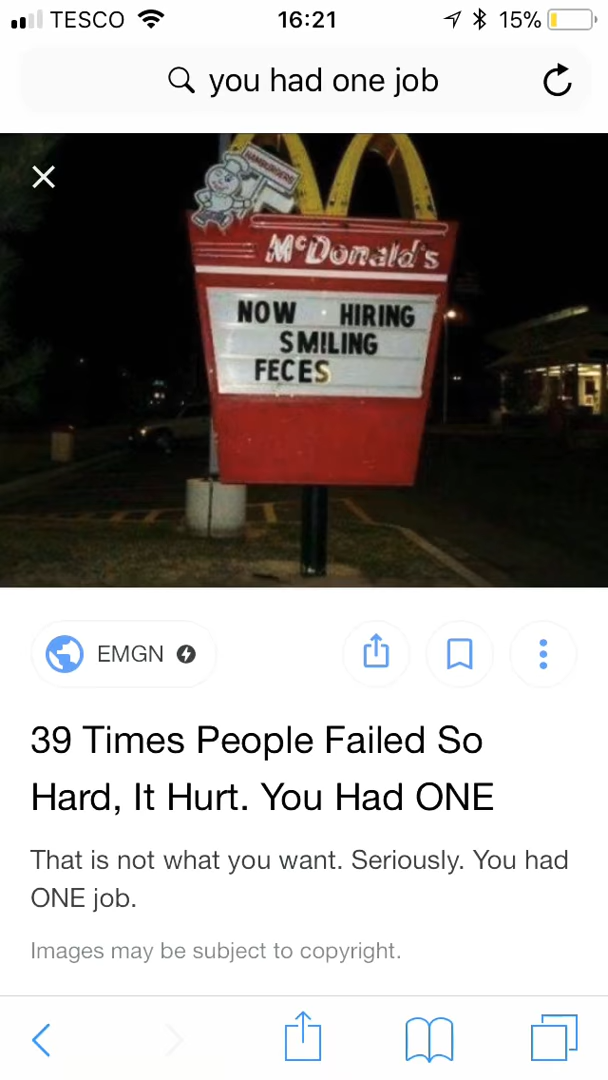 TESCO 16:21 15%
you had one job
HAMBURGERS
McDonald's
NOW HIRING
SMILING
FECES
EMGN
39 Times People Failed So
Hard, It Hurt. You Had ONE
That is not what you want. Seriously. You had
ONE job.
Images may be subject to copyright.